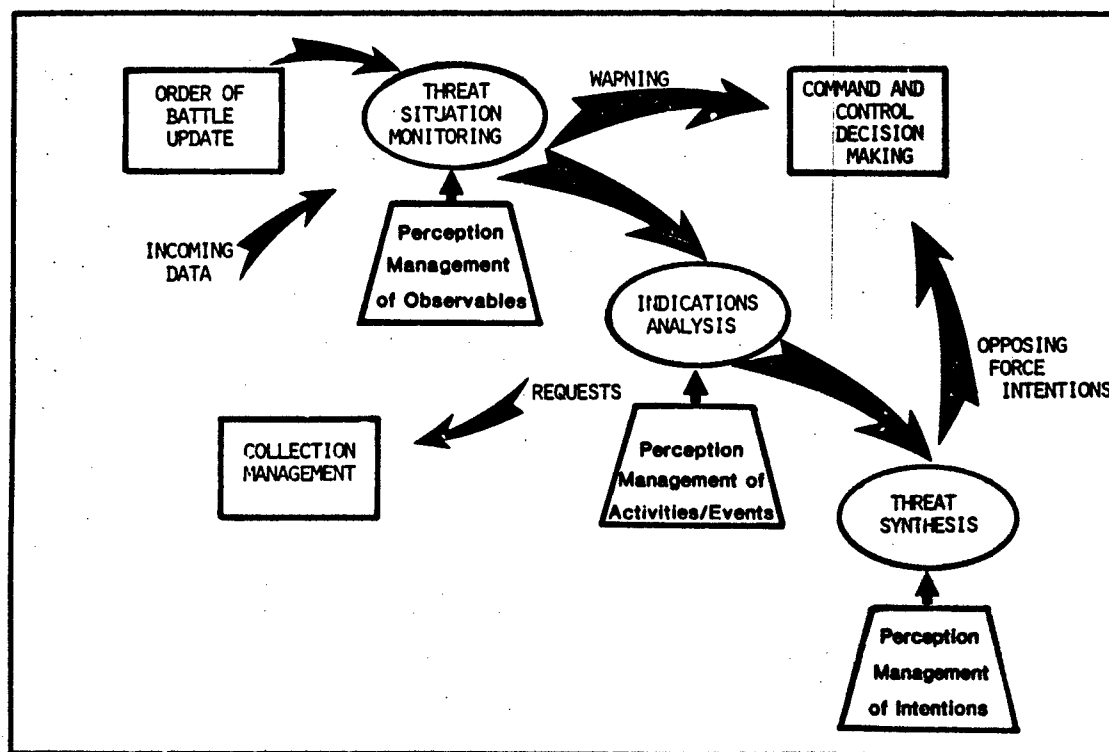 ORDER OF
BATTLE
UPDATE
THREAT
SITUATION
MONITORING
WAPNING
COMMAND AND
CONTROL
DECISION
MAKING
INCOMING
DATA
Perception
Management
of Observables
INDICATIONS
ANALYSIS
OPPOSING
FORCE
INTENTIONS
REQUESTS
COLLECTION
MANAGEMENT
Perception
Management of
Activities/Events
THREAT
SYNTHESIS
Perception
Management
of Intentions